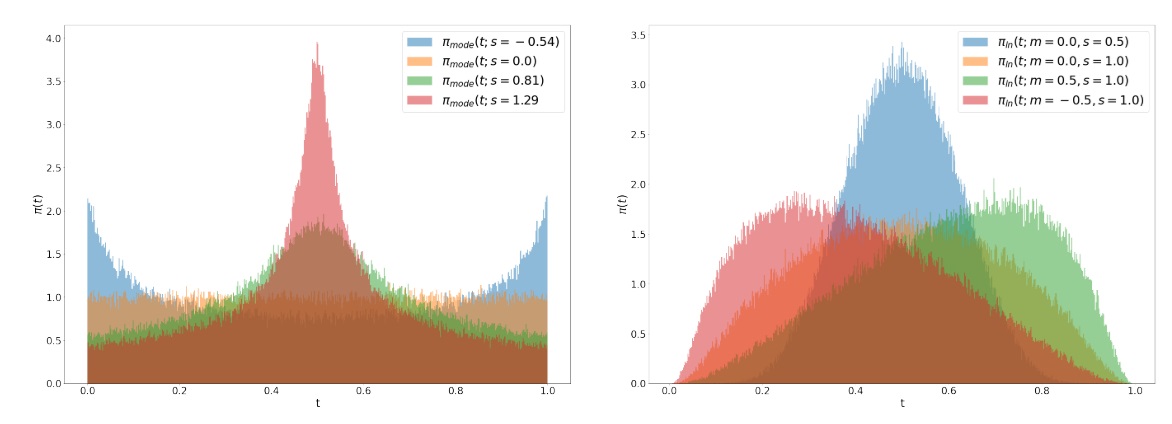 4.0
3.5
3.0
2.5
2.0
1.5
1.0
0.5
0.0
π(t)
0.0 0.2 0.4 0.6 0.8 1.0
t
π_mode(t; s = −0.54)
π_mode(t; s = 0.0)
π_mode(t; s = 0.81)
π_mode(t; s = 1.29
3.5
3.0
2.5
2.0
1.5
1.0
0.5
0.0
π(t)
0.0 0.2 0.4 0.6 0.8 1.0
t
π_ln(t; m = 0.0, s = 0.5)
π_ln(t; m = 0.0, s = 1.0)
π_ln(t; m = 0.5, s = 1.0)
π_ln(t; m = −0.5, s = 1.0)